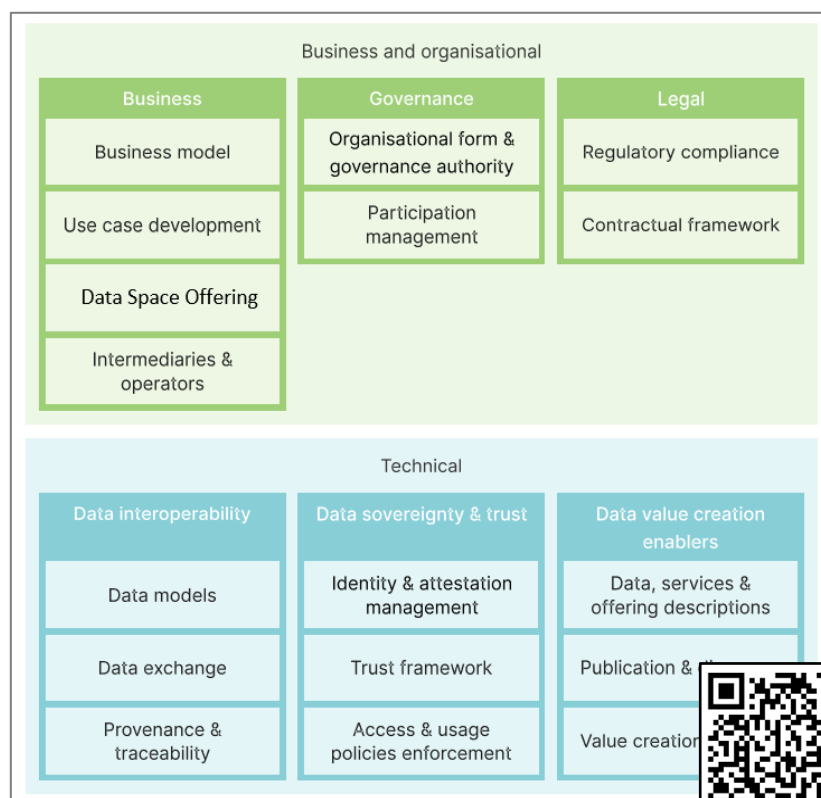 Business and organisational
Business
Governance
Legal
Business model
Organisational form &
governance authority
Regulatory compliance
Use case development
Participation
management
Contractual framework
Data Space Offering
Intermediaries &
operators
Technical
Data interoperability
Data sovereignty & trust
Data value creation
enablers
Data models
Identity & attestation
management
Data, services &
offering descriptions
Data exchange
Trust framework
Publication &
Provenance &
traceability
Access & usage
policies enforcement
Value creation